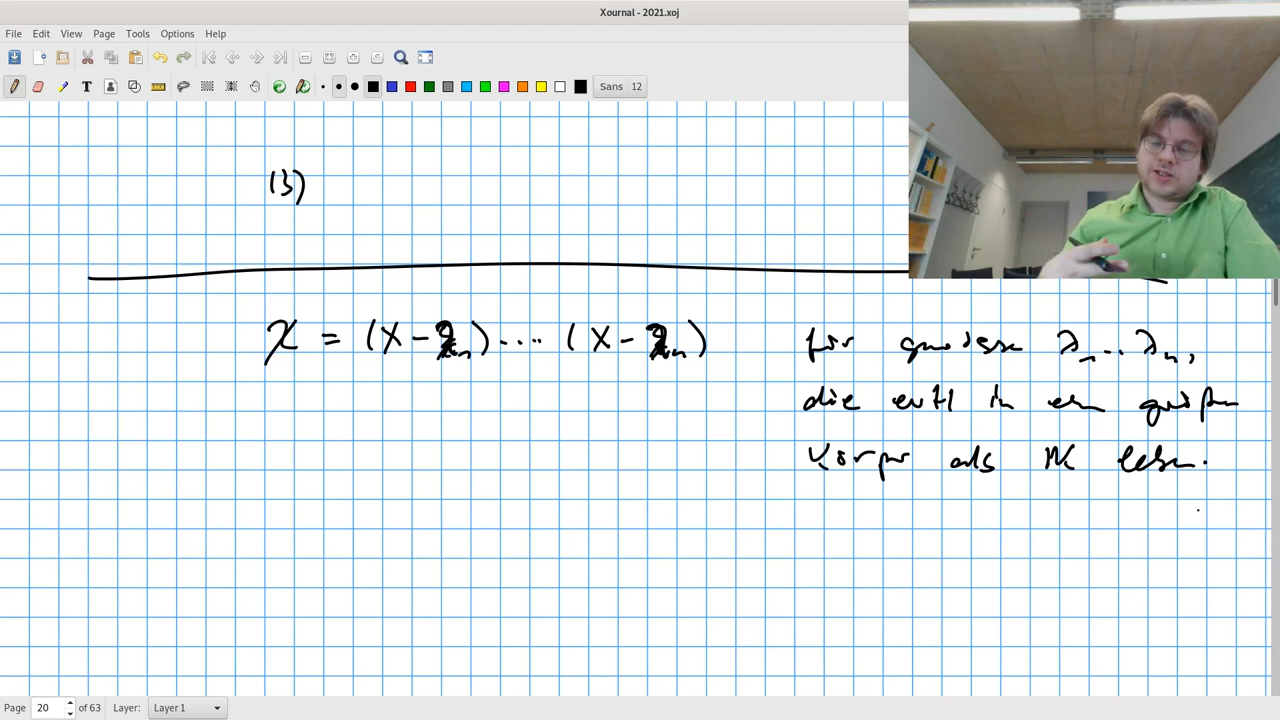 Xournal - 2021.xoj
File Edit View Page Tools Options Help
Sans 12
(3)
χ = (X - λ₁) ⋅⋅⋅⋅ (X - λₙ)
für gewisse λ₁ … λₙ,
die evtl in einem größeren
Körper als K leben.
Page 20 of 63 Layer: Layer 1